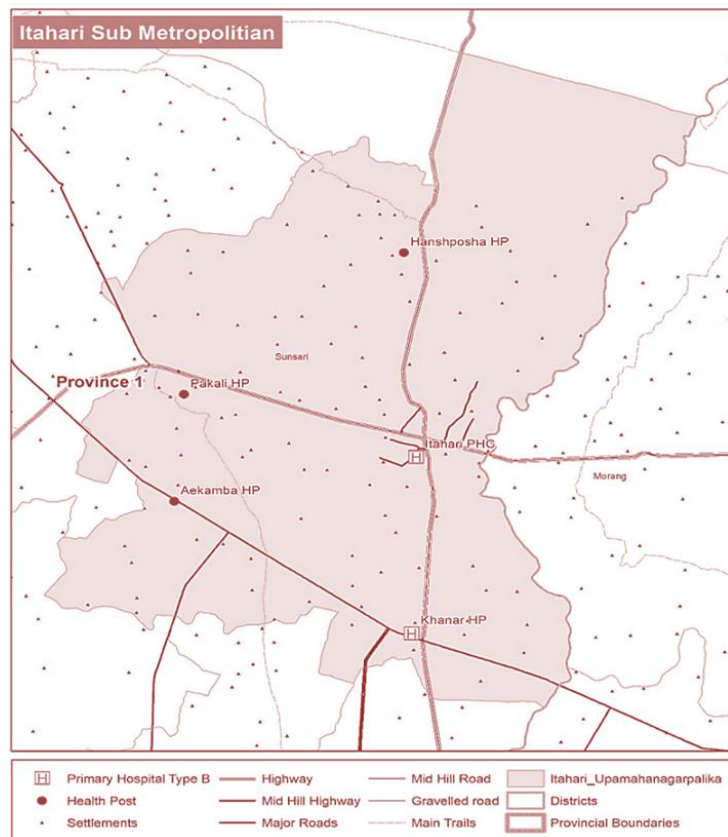 Itahari Sub Metropolitian
Hanshposha HP
Sunsari
Province 1
Pakali HP
Itahari PHC
Morang
Aekamba HP
Khanar HP
H Primary Hospital Type B
Highway
Mid Hill Road
Itahari_Upamahanagarpalika
Health Post
Mid Hill Highway
Gravelled road
Districts
Settlements
Major Roads
Main Trails
Provincial Boundaries